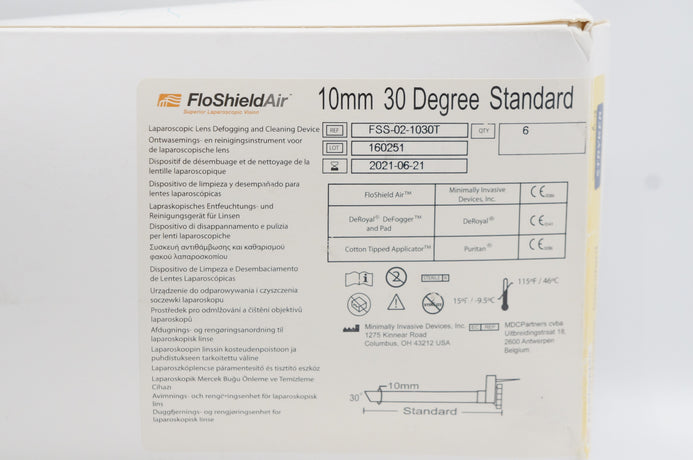 FloShieldAir™
Superior Laparoscopic Vision
10mm 30 Degree Standard
Laparoscopic Lens Defogging and Cleaning Device
Ontwasemings- en reinigingsinstrument voor
de laparoscopische lens
Dispositif de désembuage et de nettoyage de la
lentille laparoscopique
Dispositivo de limpieza y desempañado para
lentes laparoscópicas
Lapraskopisches Entfeuchtungs- und
Reinigungsgerät für Linsen
Dispositivo di disappannamento e pulizia
per lenti laparoscopiche
Συσκευή αντιθάμβωσης και καθαρισμού
φακού λαπαροσκοπίου
Dispositivo de Limpeza e Desembaciamento
de Lentes Laparoscópicas
Urządzenie do odparowywania i czyszczenia
soczewki laparoskopu
Prostředek pro odmlžování a čištění objektivů
laparoskopů
Afdugnings- og rengøringsanordning til
laparoskopisk linse
Laparoskoopin linssin kosteudenpoistoon ja
puhdistukseen tarkoitettu väline
Laparoszkóplencse páramentesítő és tisztító eszköz
Laparoskopik Mercek Buğu Önleme ve Temizleme
Cihazı
Avimnings- och rengöringsenhet för laparoskopisk
lins
Duggfjernings- og rengjøringsenhet for
laparoskopisk linse
REF FSS-02-1030T QTY 6
LOT 160251
2021-06-21
FloShield Air™ Minimally Invasive Devices, Inc. CE
DeRoyal® DeFogger™ and Pad DeRoyal® CE
Cotton Tipped Applicator™ Puritan® CE
STERILE R
115°F / 46°C
15°F / -9.5°C
Minimally Invasive Devices, Inc.
1275 Kinnear Road
Columbus, OH 43212 USA
EC REP
MDCPartners cvba
Uitbreidingstraat 18,
2600 Antwerpen
Belgium
10mm
30°
Standard